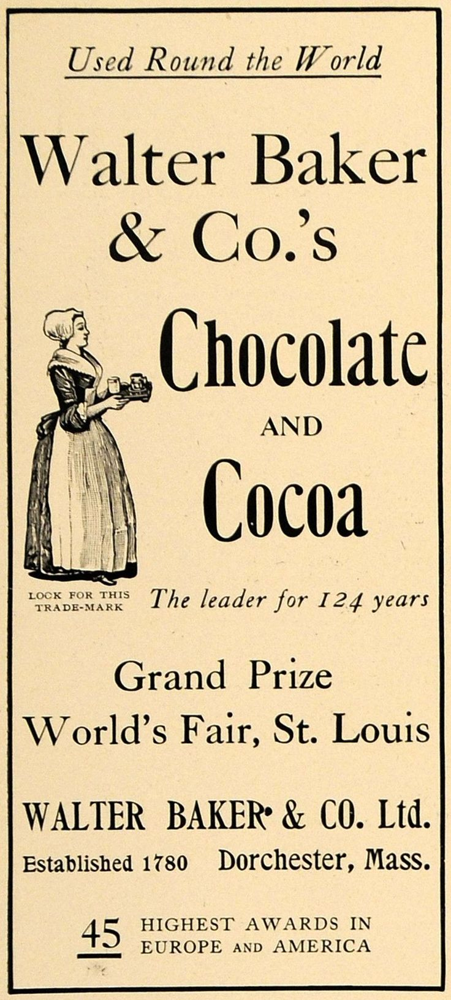 Used Round the World
Walter Baker
& Co.'s
Chocolate
AND
Cocoa
LOOK FOR THIS
TRADE-MARK
The leader for 124 years
Grand Prize
World's Fair, St. Louis
WALTER BAKER & CO. Ltd.
Established 1780 Dorchester, Mass.
45 HIGHEST AWARDS IN
EUROPE AND AMERICA